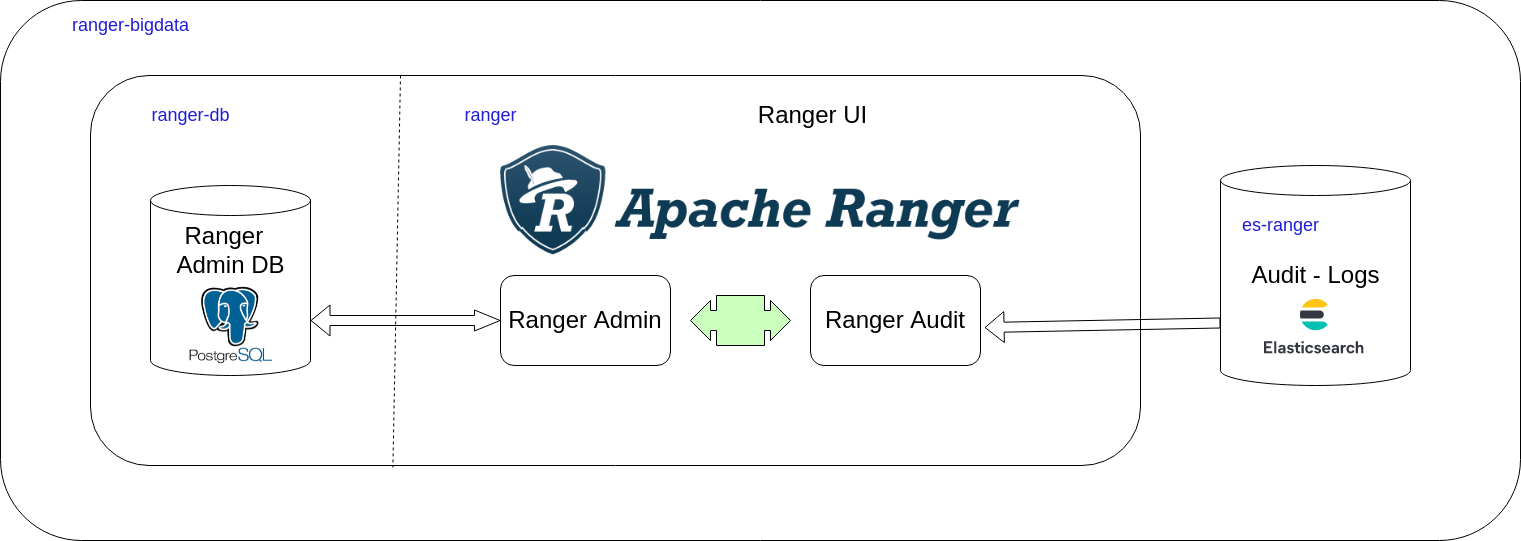 ranger-bigdata
ranger-db
ranger
Ranger UI
Apache Ranger
R
Ranger
Admin DB
PostgreSQL
Ranger Admin
Ranger Audit
es-ranger
Audit - Logs
Elasticsearch